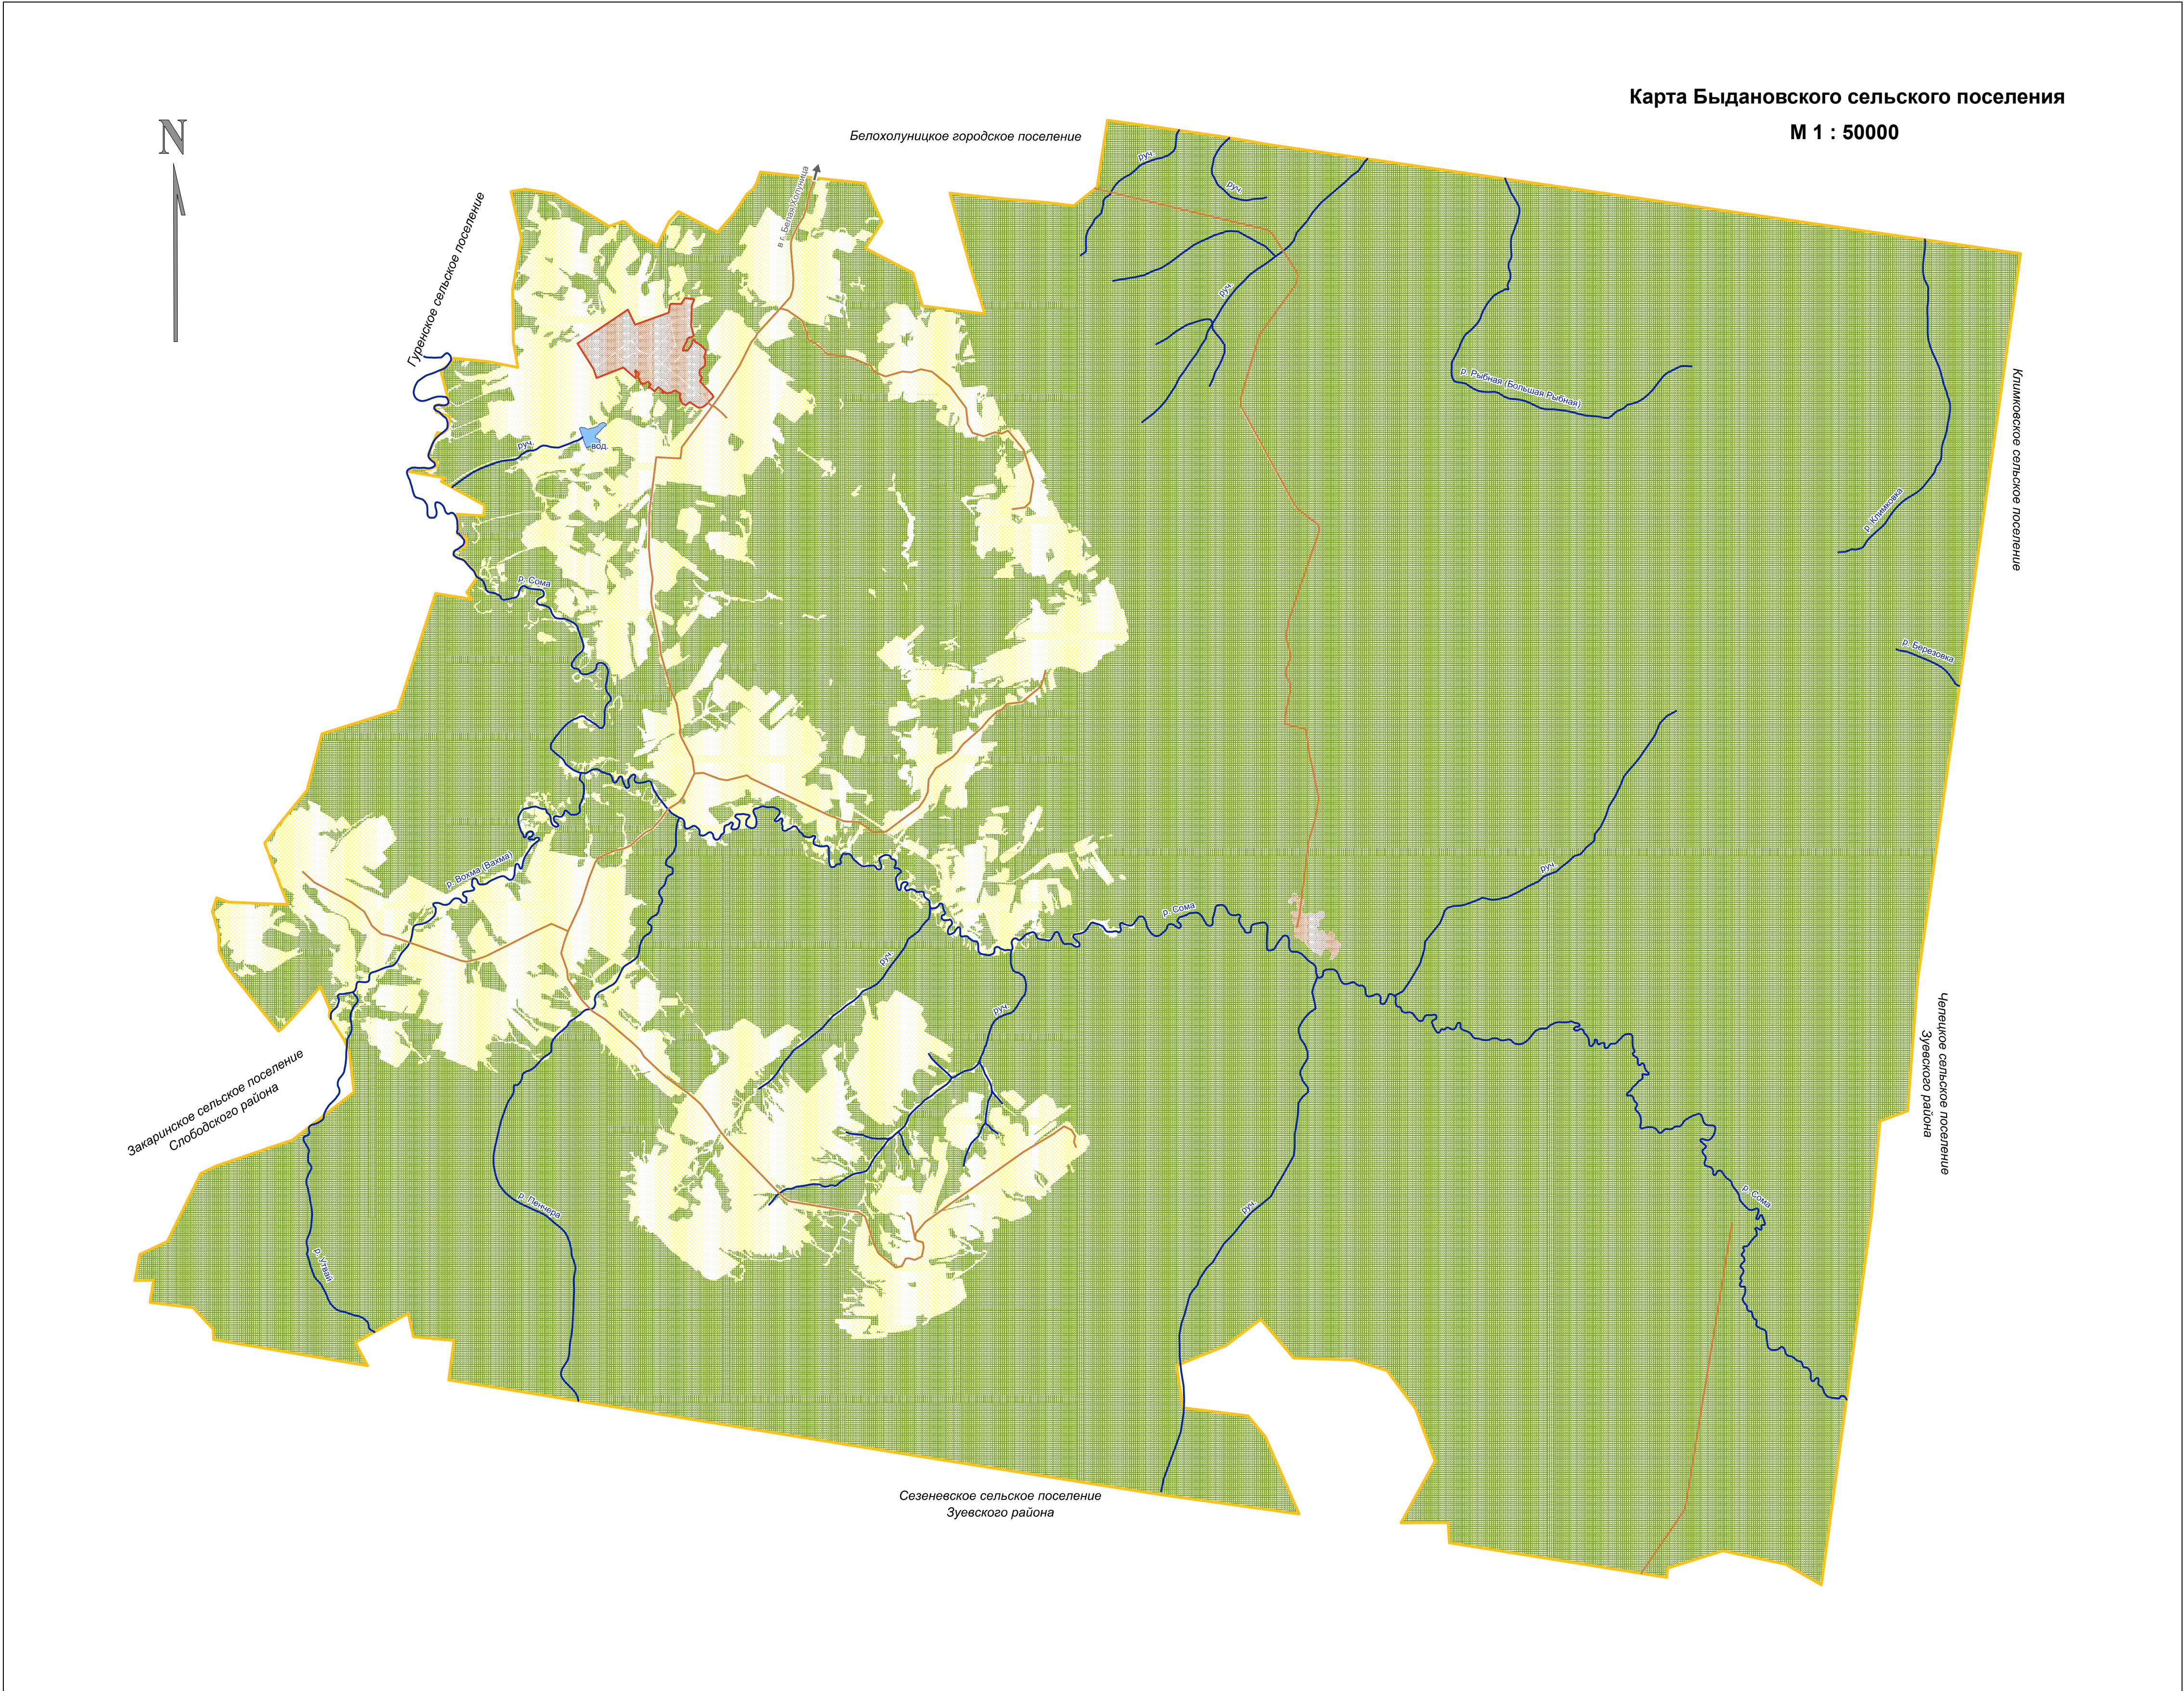 Карта Быдановского сельского поселения
М 1 : 50000
N
Белохолуницкое городское поселение
руч.
руч.
в г. Белая Холуница
Гуренское сельское поселение
руч.
р. Рыбная (Большая Рыбная)
Климковское сельское поселение
руч.
вод.
р. Климковка
р. Сома
р. Березовка
р. Вохма (Вахма)
руч.
р. Сома
руч.
руч.
Чепецкое сельское поселение
Зуевского района
Закаринское сельское поселение
Слободского района
р. Пенчера
руч.
р. Сома
р. Утвай
Сезеневское сельское поселение
Зуевского района